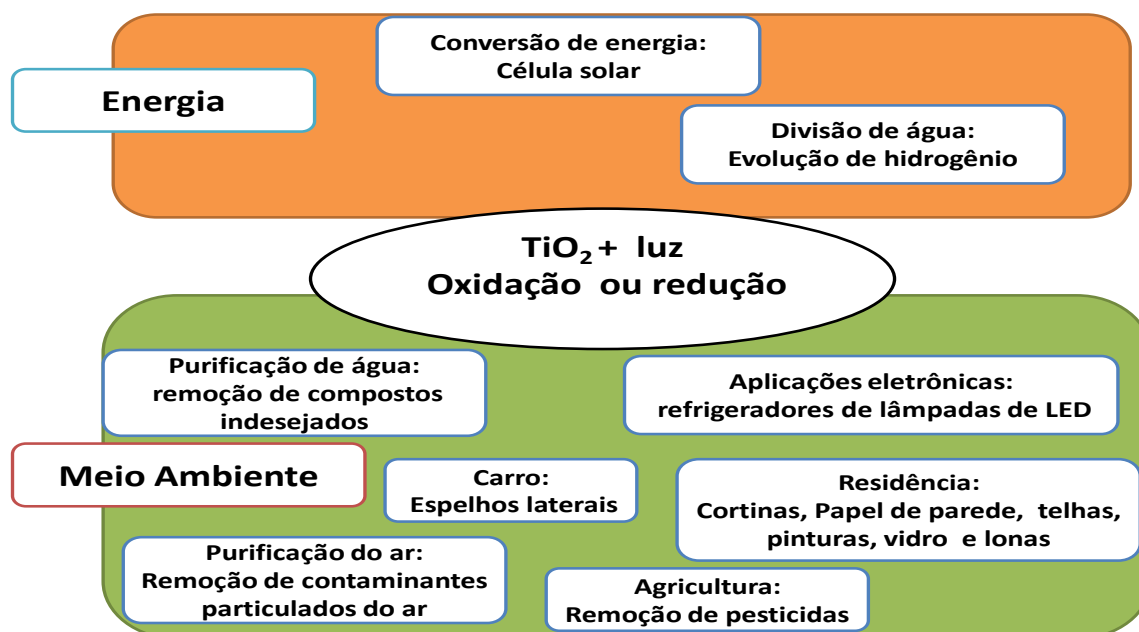 Conversão de energia:
Célula solar
Energia
Divisão de água:
Evolução de hidrogênio
TiO₂ + luz
Oxidação ou redução
Purificação de água:
remoção de compostos
indesejados
Aplicações eletrônicas:
refrigeradores de lâmpadas de LED
Meio Ambiente
Carro:
Espelhos laterais
Residência:
Cortinas, Papel de parede, telhas,
pinturas, vidro e lonas
Purificação do ar:
Remoção de contaminantes
particulados do ar
Agricultura:
Remoção de pesticidas